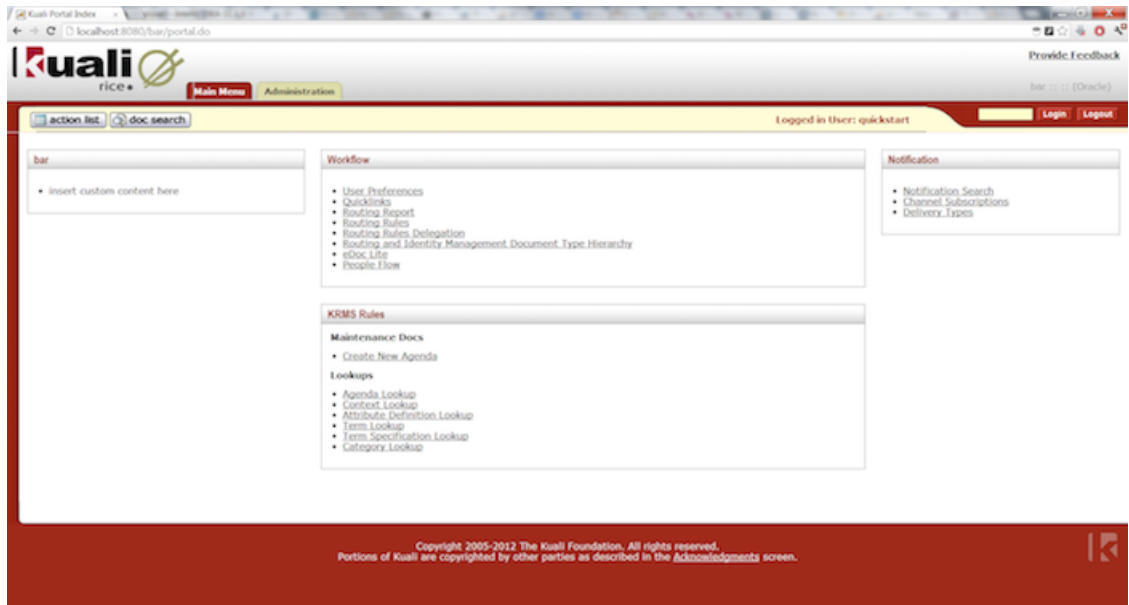 Kuali Portal Index
localhost:8080/bar/portal.do
Provide Feedback
kuali
rice
Main Menu
Administration
bar :: :: (Oracle)
action list
doc search
Logged in User: quickstart
Login
Logout
bar
• insert custom content here
Workflow
• User Preferences
• Quicklinks
• Routing Report
• Routing Rules
• Routing Rules Delegation
• Routing and Identity Management Document Type Hierarchy
• eDoc Lite
• People Flow
KRMS Rules
Maintenance Docs
• Create New Agenda
Lookups
• Agenda Lookup
• Context Lookup
• Attribute Definition Lookup
• Term Lookup
• Term Specification Lookup
• Category Lookup
Notification
• Notification Search
• Channel Subscriptions
• Delivery Types
Copyright 2005-2012 The Kuali Foundation. All rights reserved.
Portions of Kuali are copyrighted by other parties as described in the Acknowledgments screen.